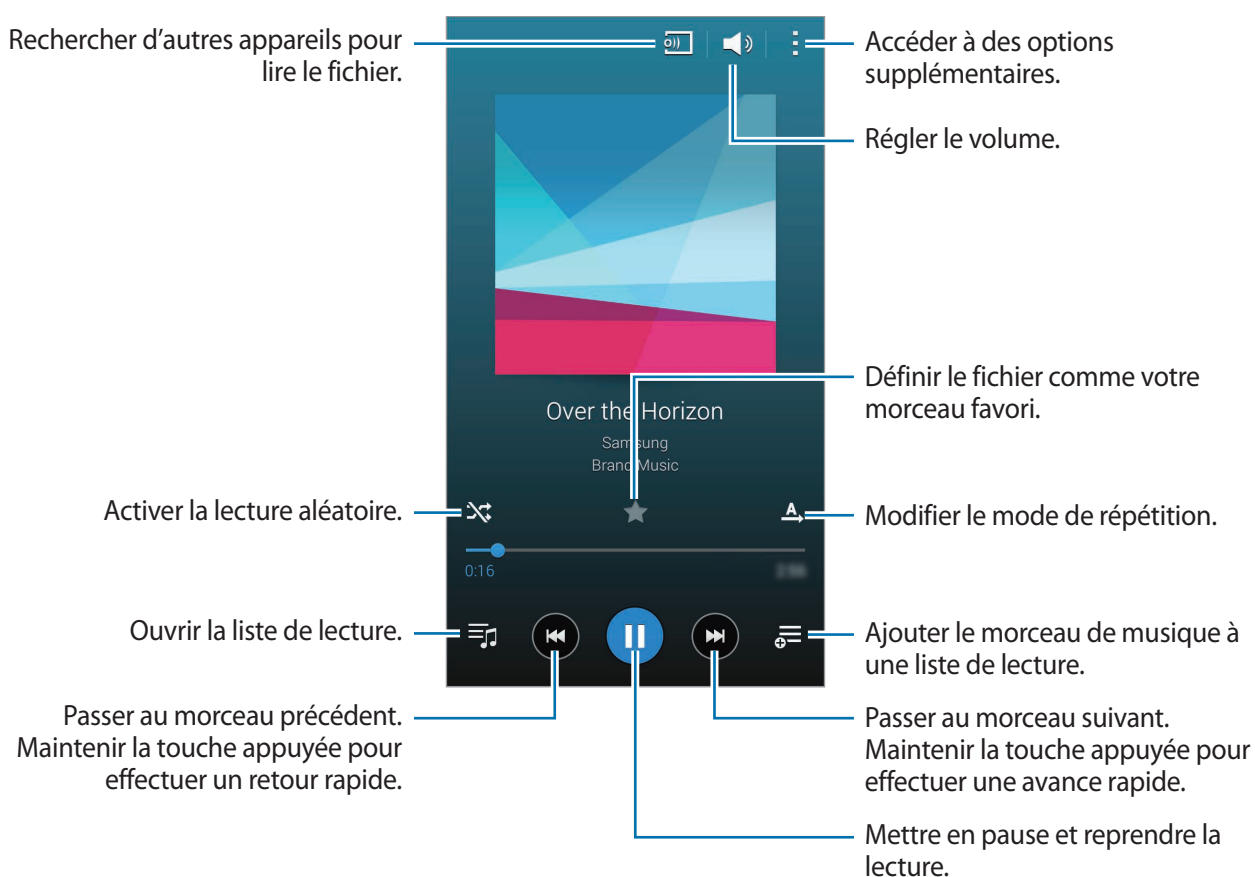 Rechercher d'autres appareils pour
lire le fichier.
Accéder à des options
supplémentaires.
Régler le volume.
Définir le fichier comme votre
morceau favori.
Over the Horizon
Samsung
Brand Music
Activer la lecture aléatoire.
A
Modifier le mode de répétition.
0:16
Ouvrir la liste de lecture.
Ajouter le morceau de musique à
une liste de lecture.
Passer au morceau précédent.
Maintenir la touche appuyée pour
effectuer un retour rapide.
Passer au morceau suivant.
Maintenir la touche appuyée pour
effectuer une avance rapide.
Mettre en pause et reprendre la
lecture.